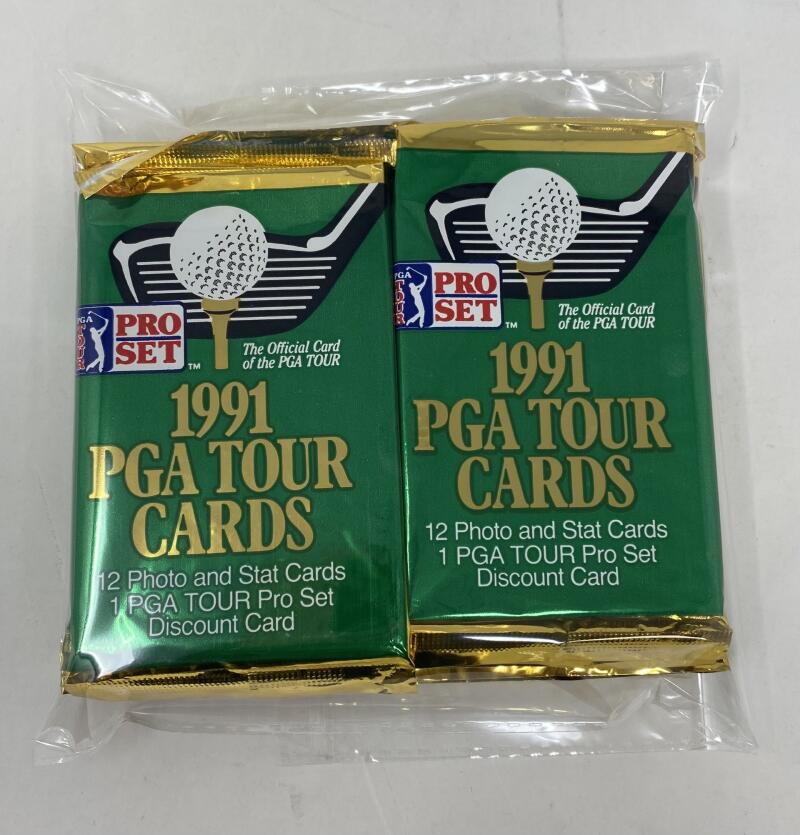 PGA TOUR
PRO
SET
™
The Official Card
of the PGA TOUR
1991
PGA TOUR
CARDS
12 Photo and Stat Cards
1 PGA TOUR Pro Set
Discount Card
PGA TOUR
PRO
SET
™
The Official Card
of the PGA TOUR
1991
PGA TOUR
CARDS
12 Photo and Stat Cards
1 PGA TOUR Pro Set
Discount Card